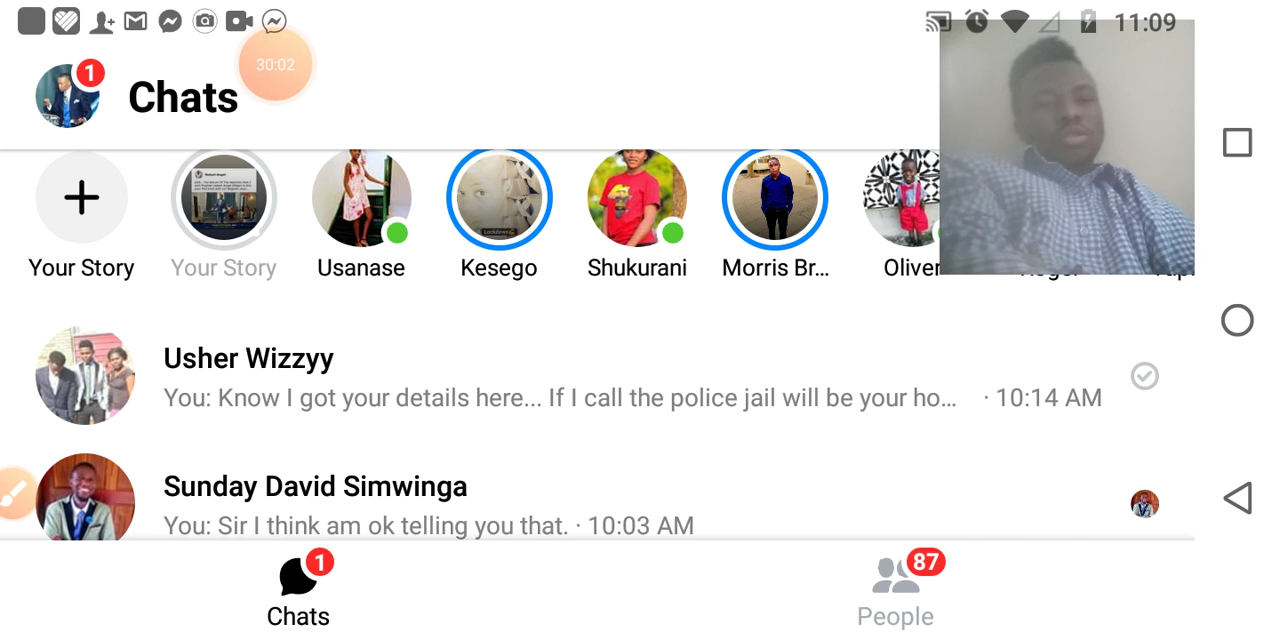 11:09
30:02
1
Chats
Your Story
Your Story
Usanase
Kesego
Shukurani
Morris Br...
Oliver
Usher Wizzyy
You: Know I got your details here... If I call the police jail will be your ho... · 10:14 AM
Sunday David Simwinga
You: Sir I think am ok telling you that. · 10:03 AM
1
87
Chats
People